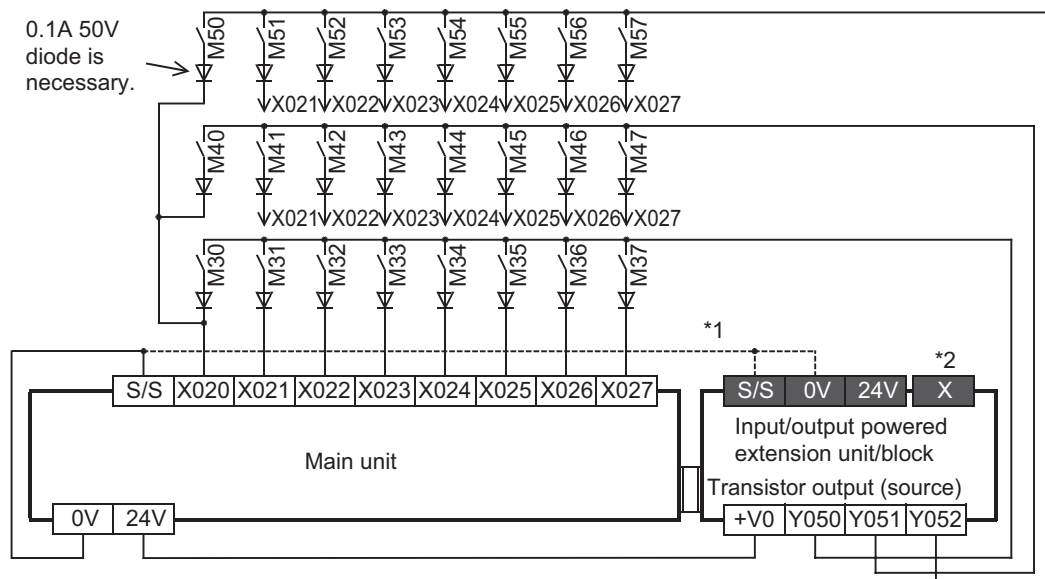 0.1A 50V
diode is
necessary.
M50 M51 M52 M53 M54 M55 M56 M57
X021 X022 X023 X024 X025 X026 X027
M40 M41 M42 M43 M44 M45 M46 M47
X021 X022 X023 X024 X025 X026 X027
M30 M31 M32 M33 M34 M35 M36 M37
*1
*2
S/S X020 X021 X022 X023 X024 X025 X026 X027
S/S 0V 24V X
Main unit
Input/output powered
extension unit/block
Transistor output (source)
0V 24V
+V0 Y050 Y051 Y052